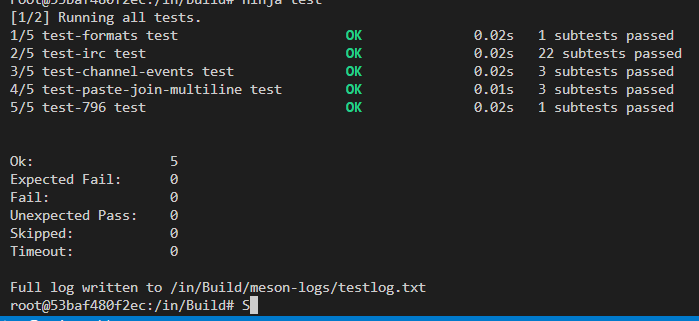 root@53baf480f2ec:/in/Build# ninja test
[1/2] Running all tests.
1/5 test-formats test OK 0.02s 1 subtests passed
2/5 test-irc test OK 0.02s 22 subtests passed
3/5 test-channel-events test OK 0.02s 3 subtests passed
4/5 test-paste-join-multiline test OK 0.01s 3 subtests passed
5/5 test-796 test OK 0.02s 1 subtests passed
Ok: 5
Expected Fail: 0
Fail: 0
Unexpected Pass: 0
Skipped: 0
Timeout: 0
Full log written to /in/Build/meson-logs/testlog.txt
root@53baf480f2ec:/in/Build# S